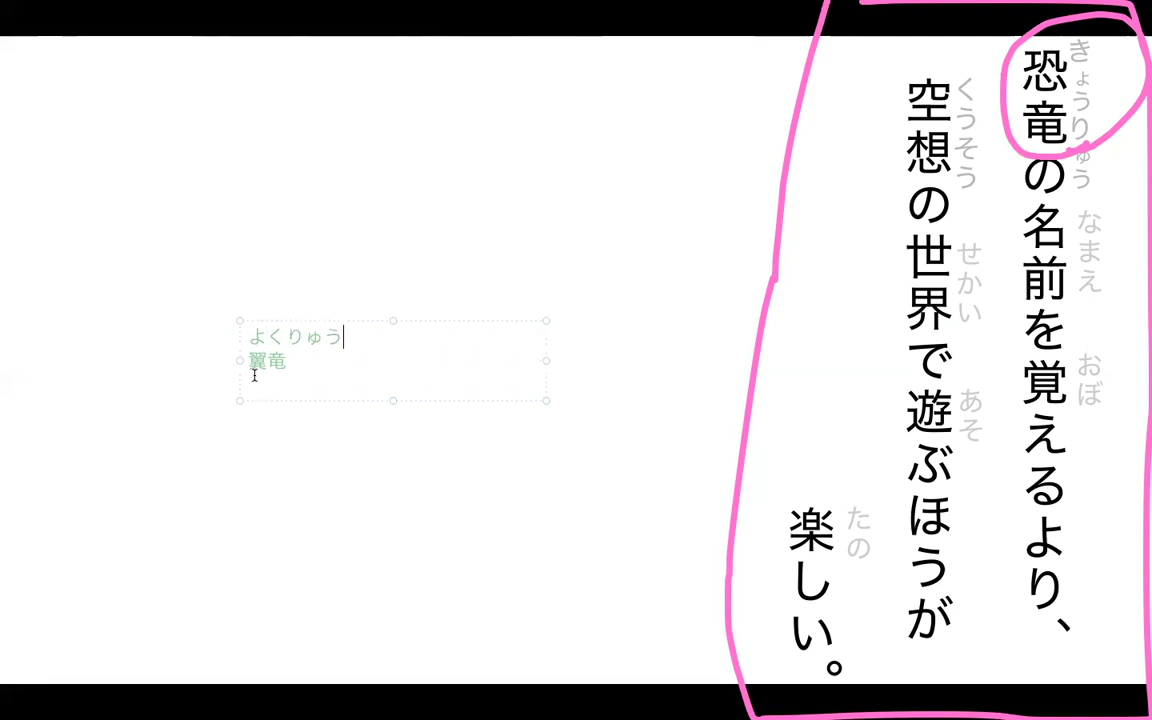 恐竜の名前を覚えるより、
きょうりゅう なまえ おぼ
空想の世界で遊ぶほうが
くうそう せかい あそ
楽しい。
たの
よくりゅう
翼竜